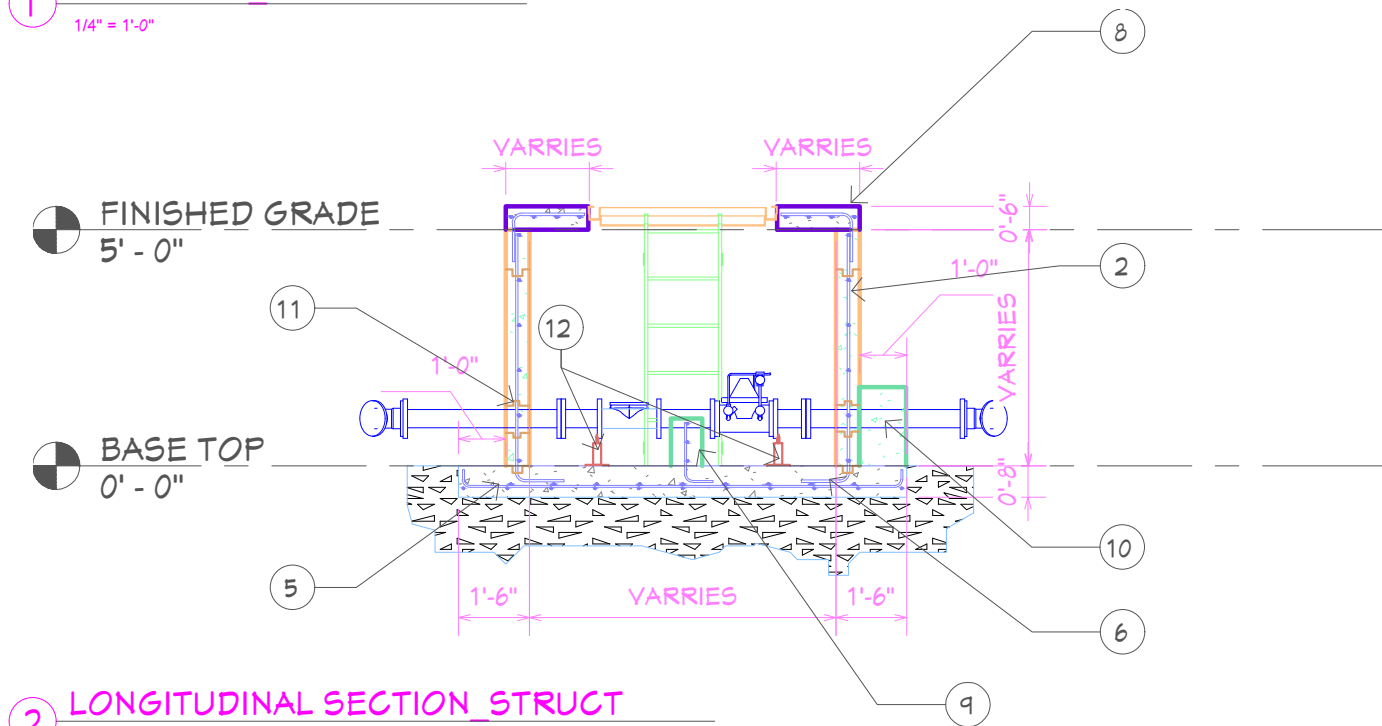 1
1/4" = 1'-0"
8
VARRIES
VARRIES
FINISHED GRADE
5' - 0"
0'-6"
2
1'-0"
11
12
VARRIES
1'-0"
BASE TOP
0' - 0"
0'-8"
10
5
1'-6"
VARRIES
1'-6"
6
9
2
LONGITUDINAL SECTION_STRUCT